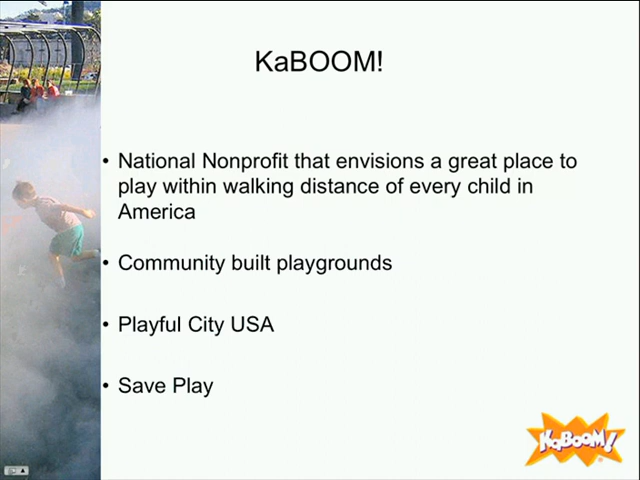 KaBOOM!
• National Nonprofit that envisions a great place to
play within walking distance of every child in
America
• Community built playgrounds
• Playful City USA
• Save Play
KaBOOM!